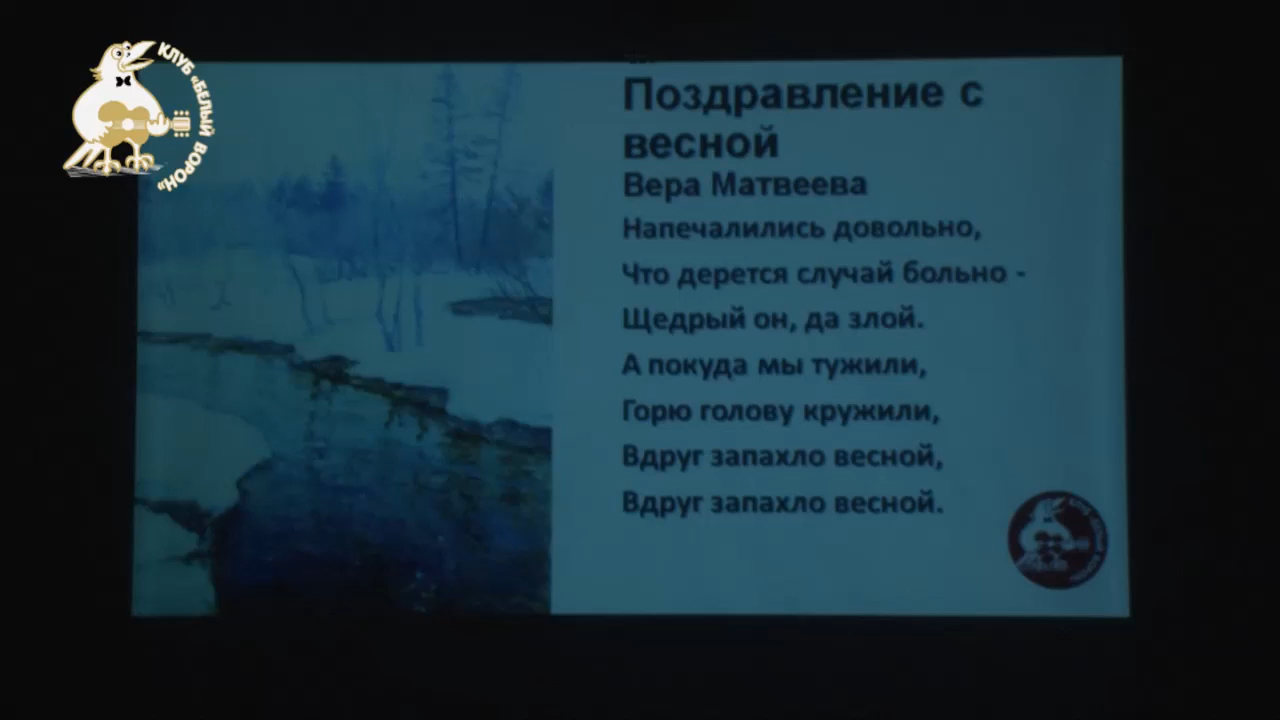 КЛУБ «БЕЛЫЙ ВОРОН»
Поздравление с
весной
Вера Матвеева
Напечалились довольно,
Что дерется случай больно -
Щедрый он, да злой.
А покуда мы тужили,
Горю голову кружили,
Вдруг запахло весной,
Вдруг запахло весной.